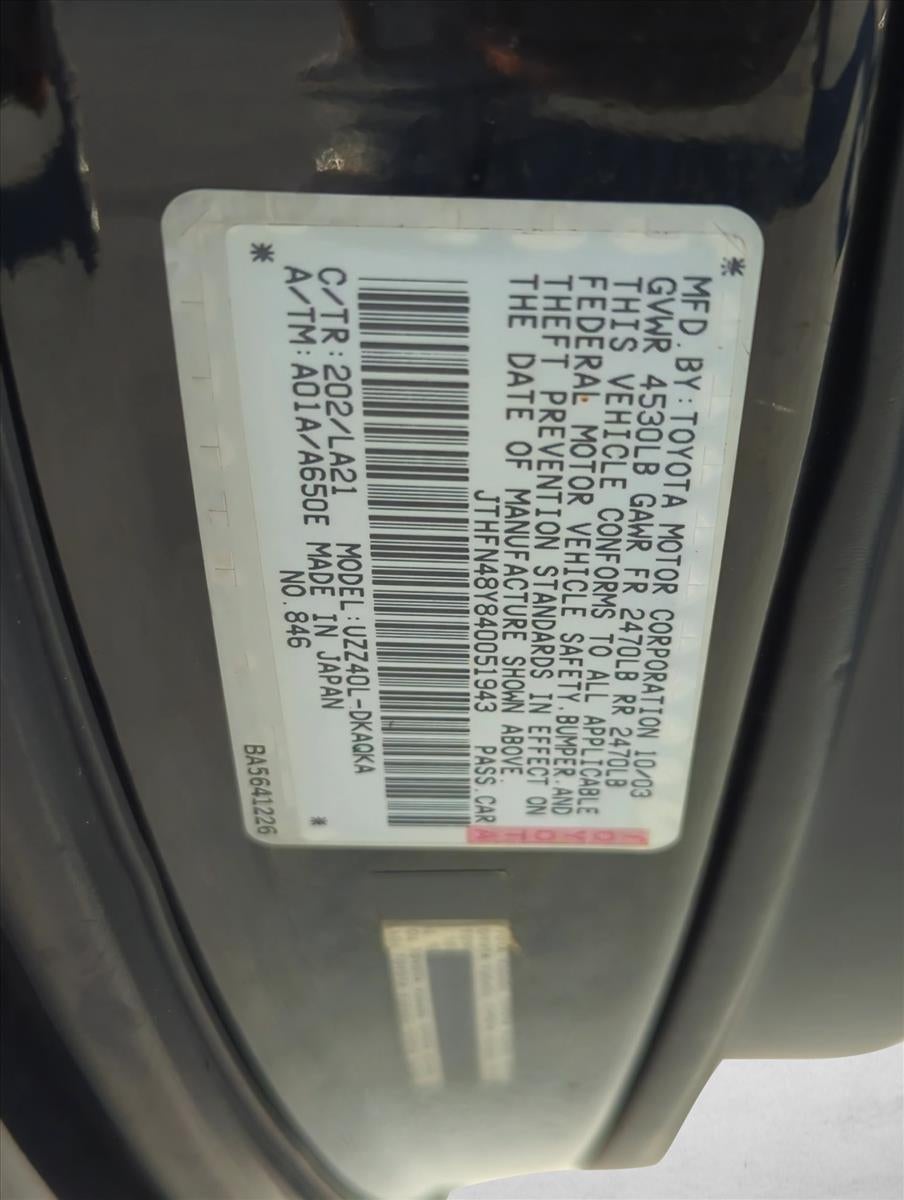 MFD.BY:TOYOTA MOTOR CORPORATION 10/03
GVWR 4530LB GAWR FR 2470LB RR 2470LB
THIS VEHICLE CONFORMS TO ALL APPLICABLE
FEDERAL MOTOR VEHICLE SAFETY,BUMPER,AND
THEFT PREVENTION STANDARDS IN EFFECT ON
THE DATE OF MANUFACTURE SHOWN ABOVE.
JTHFN48Y840051943 PASS.CAR
C/TR:202/LA21 MODEL:UZZ40L-DKAQKA
A/TM:A01A/A650E MADE IN JAPAN
NO.846
BA5641226